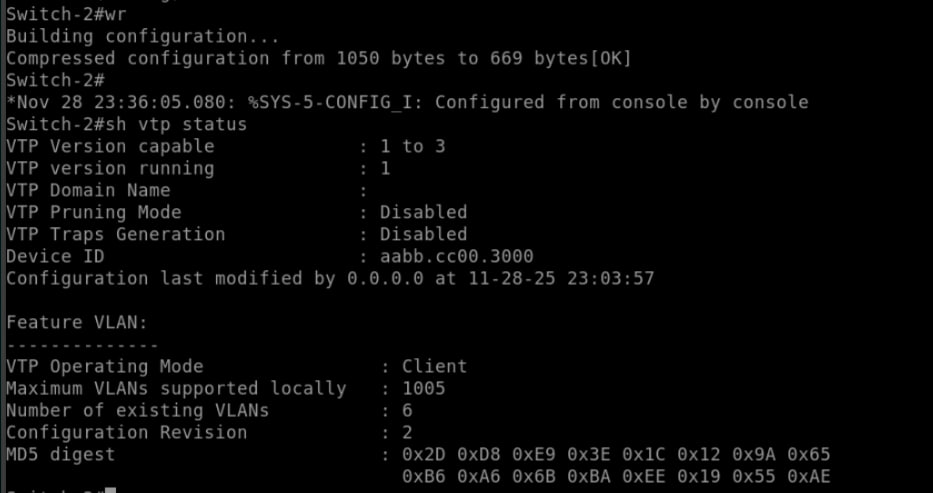 Switch-2#wr
Building configuration...
Compressed configuration from 1050 bytes to 669 bytes[OK]
Switch-2#
*Nov 28 23:36:05.080: %SYS-5-CONFIG_I: Configured from console by console
Switch-2#sh vtp status
VTP Version capable             : 1 to 3
VTP version running             : 1
VTP Domain Name                 :
VTP Pruning Mode                : Disabled
VTP Traps Generation            : Disabled
Device ID                       : aabb.cc00.3000
Configuration last modified by 0.0.0.0 at 11-28-25 23:03:57
Feature VLAN:
--------------
VTP Operating Mode                : Client
Maximum VLANs supported locally   : 1005
Number of existing VLANs          : 6
Configuration Revision            : 2
MD5 digest                        : 0x2D 0xD8 0xE9 0x3E 0x1C 0x12 0x9A 0x65
                                    0xB6 0xA6 0x6B 0xBA 0xEE 0x19 0x55 0xAE